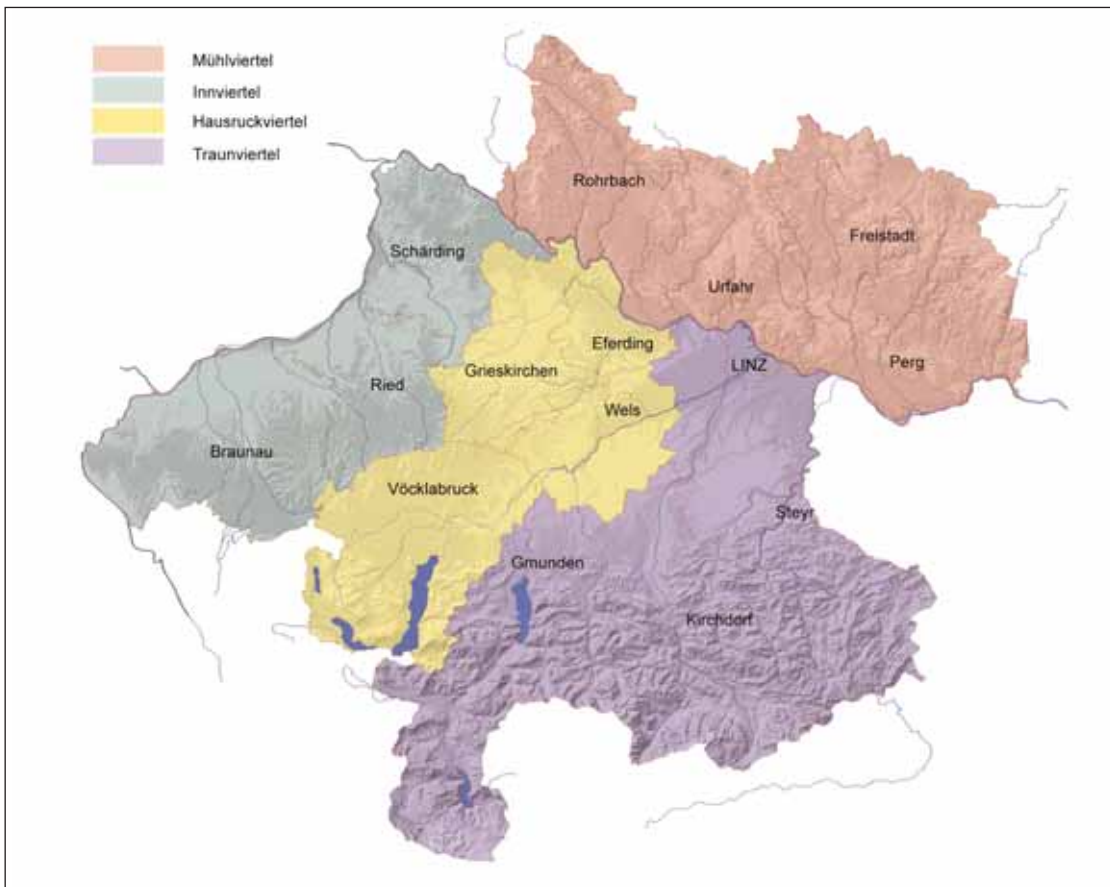 Mühlviertel
Innviertel
Hausruckviertel
Traunviertel
Rohrbach
Freistadt
Schärding
Urfahr
Eferding
Grieskirchen
LINZ
Perg
Ried
Wels
Braunau
Vöcklabruck
Steyr
Gmunden
Kirchdorf